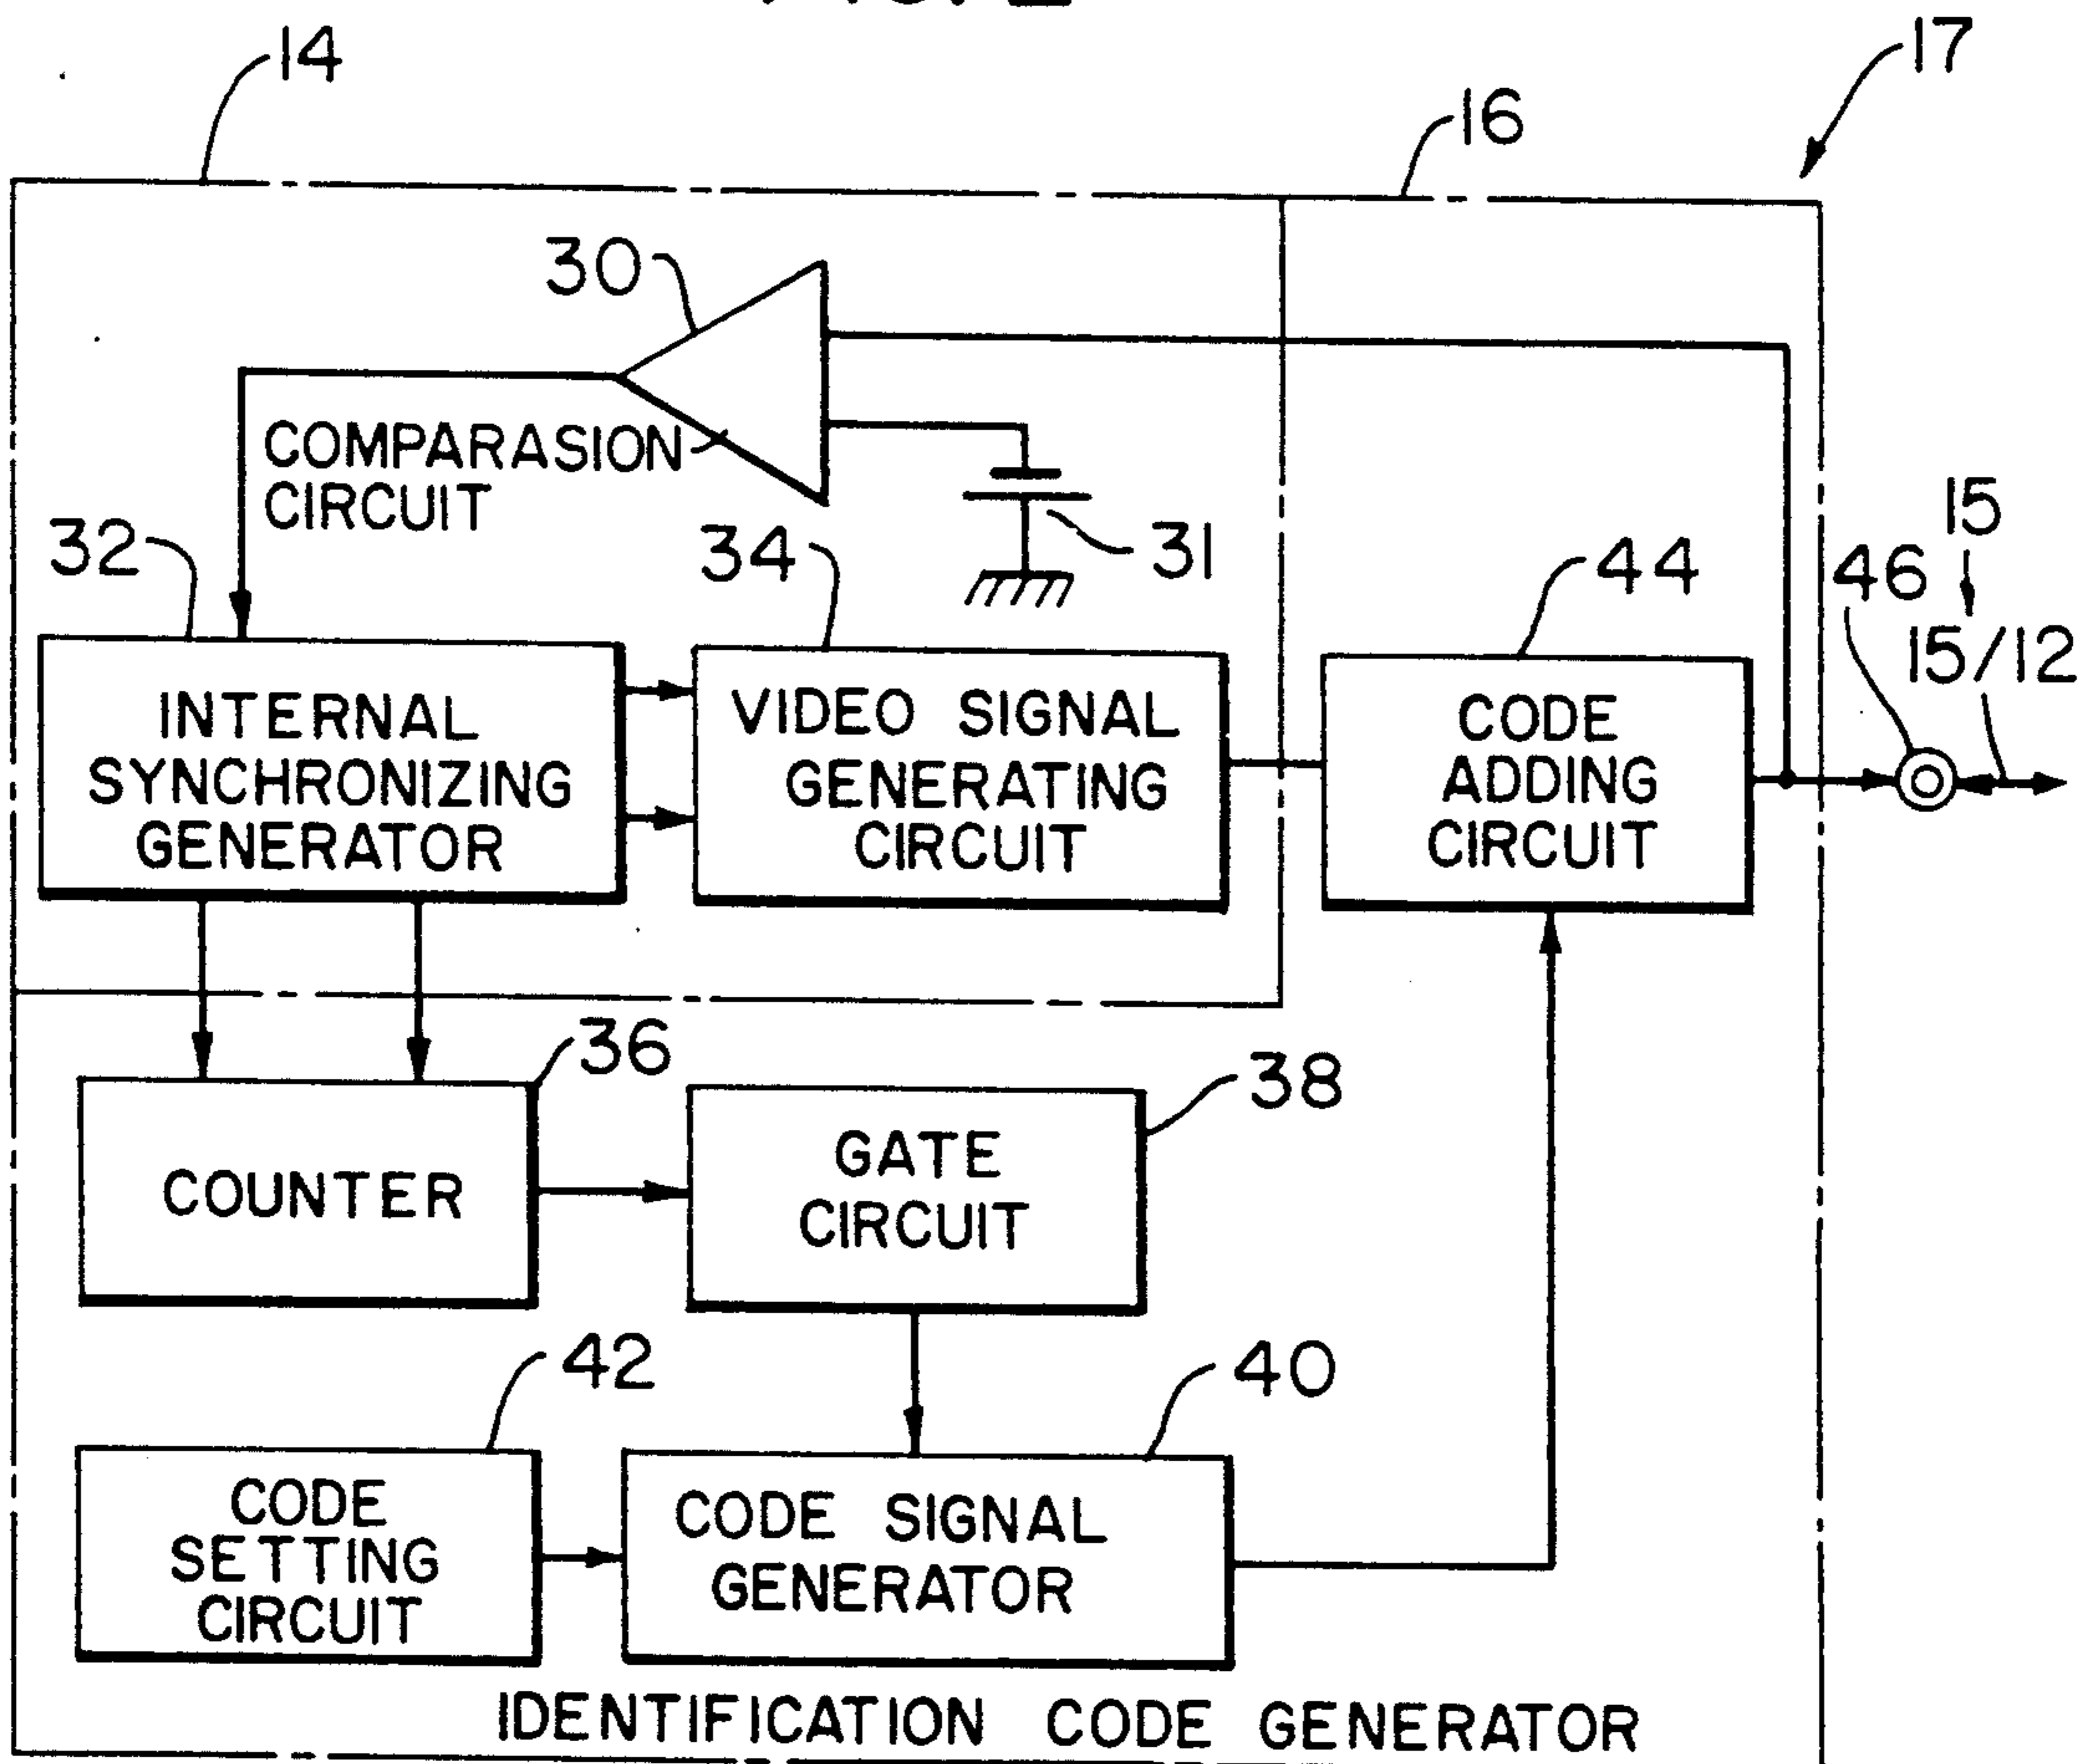 14
17
16
30
COMPARASION
CIRCUIT
31
15
32
34
44
46
15/12
INTERNAL
SYNCHRONIZING
GENERATOR
VIDEO SIGNAL
GENERATING
CIRCUIT
CODE
ADDING
CIRCUIT
36
38
COUNTER
GATE
CIRCUIT
42
40
CODE
SETTING
CIRCUIT
CODE SIGNAL
GENERATOR
IDENTIFICATION CODE GENERATOR